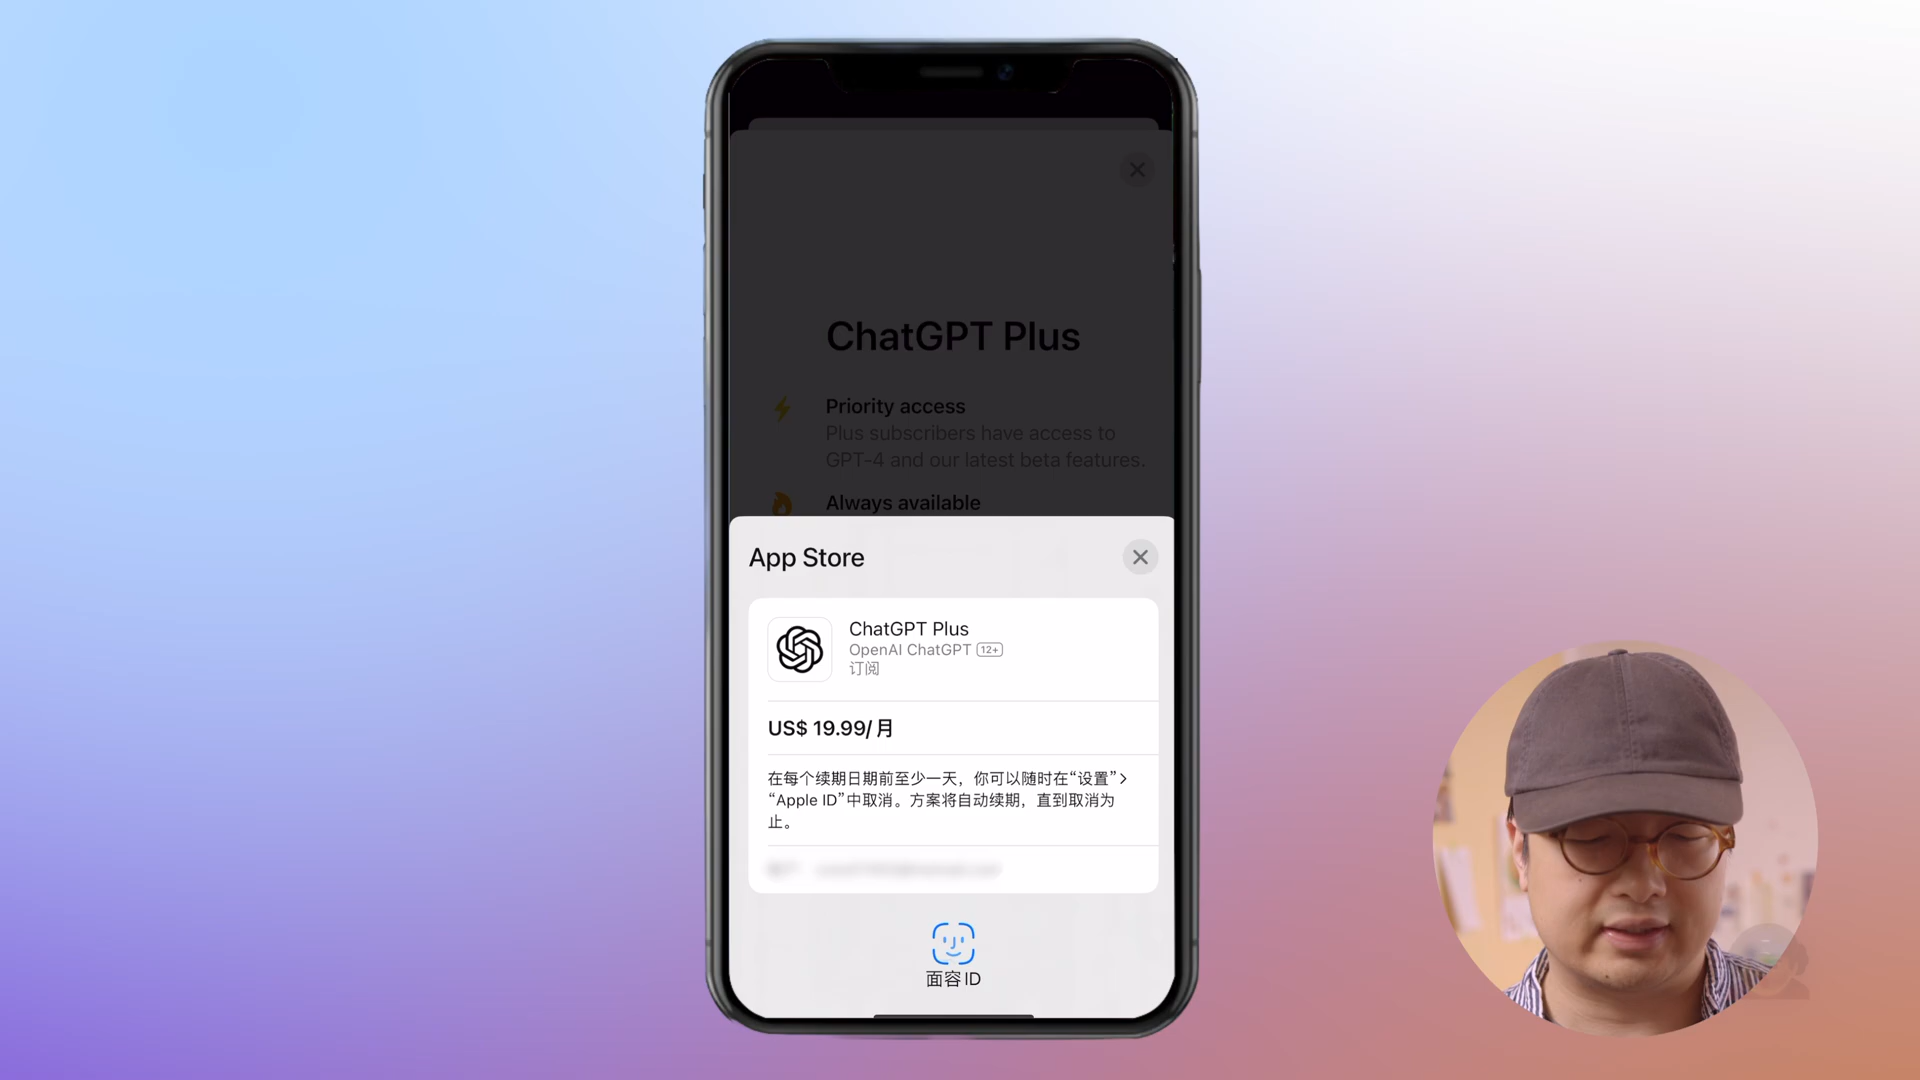 ChatGPT Plus
Priority access
Plus subscribers have access to
GPT-4 and our latest beta features.
Always available
App Store
ChatGPT Plus
OpenAI ChatGPT 12+
订阅
US$ 19.99/月
在每个续期日期前至少一天，你可以随时在“设置”>
“Apple ID”中取消。方案将自动续期，直到取消为
止。
面容 ID